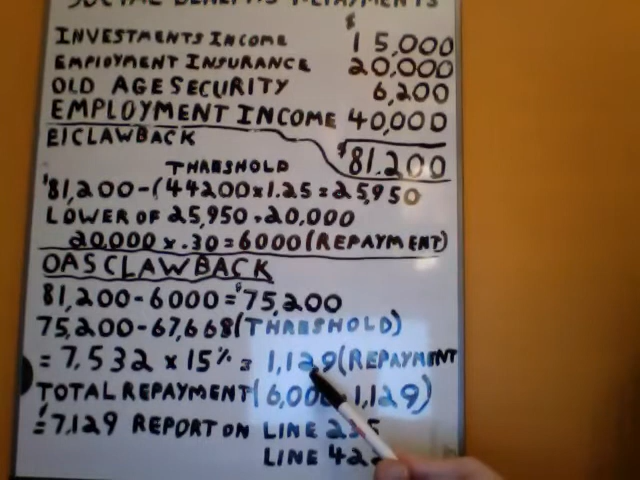 SOCIAL BENEFITS REPAYMENTS
$
INVESTMENTS INCOME 15,000
EMPLOYMENT INSURANCE 20,000
OLD AGE SECURITY 6,200
EMPLOYMENT INCOME 40,000
EI CLAWBACK $81,200
THRESHOLD
$81,200-(44200x1.25=25,950
LOWER OF 25,950 - 20,000
20,000 x .30=6000(REPAYMENT)
OAS CLAWBACK
81,200-6000=$75,200
75,200-67,668(THRESHOLD)
=7,532 x 15% = 1,129(REPAYMENT
TOTAL REPAYMENT(6,000 1,129)
=$7,129 REPORT ON LINE
LINE